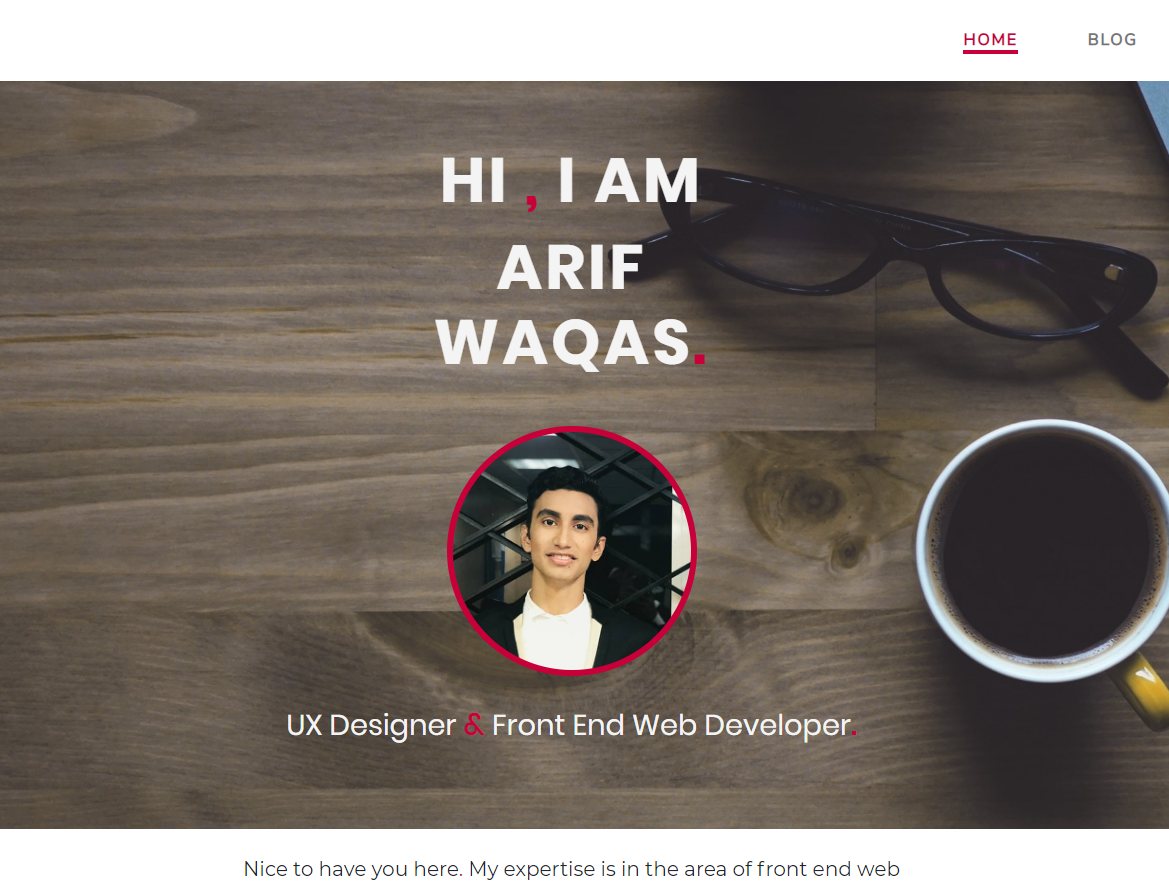 HOME BLOG
HI , I AM
ARIF
WAQAS.
UX Designer & Front End Web Developer.
Nice to have you here. My expertise is in the area of front end web